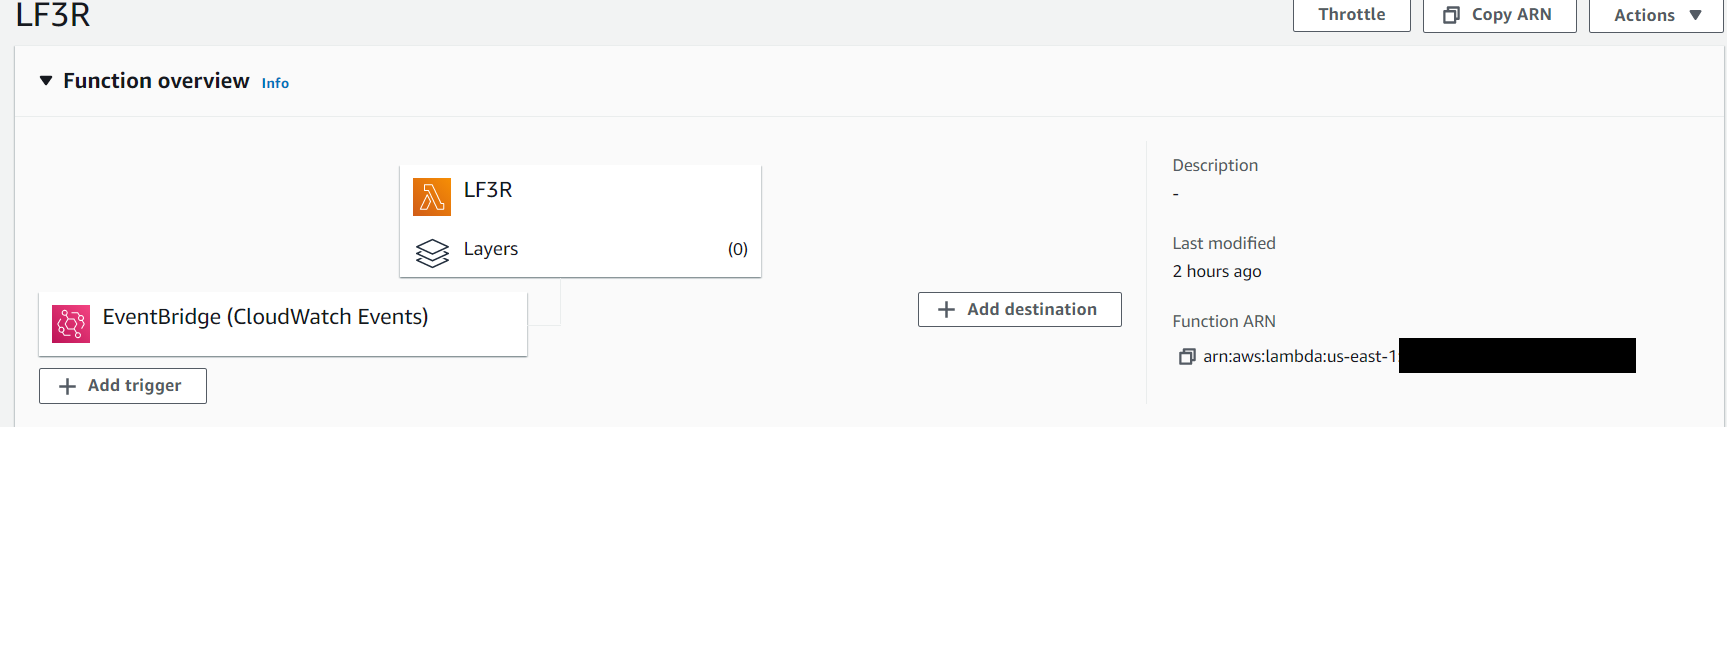 LF3R
Throttle
Copy ARN
Actions
Function overview Info
LF3R
Layers (0)
EventBridge (CloudWatch Events)
Add trigger
Add destination
Description
-
Last modified
2 hours ago
Function ARN
arn:aws:lambda:us-east-1